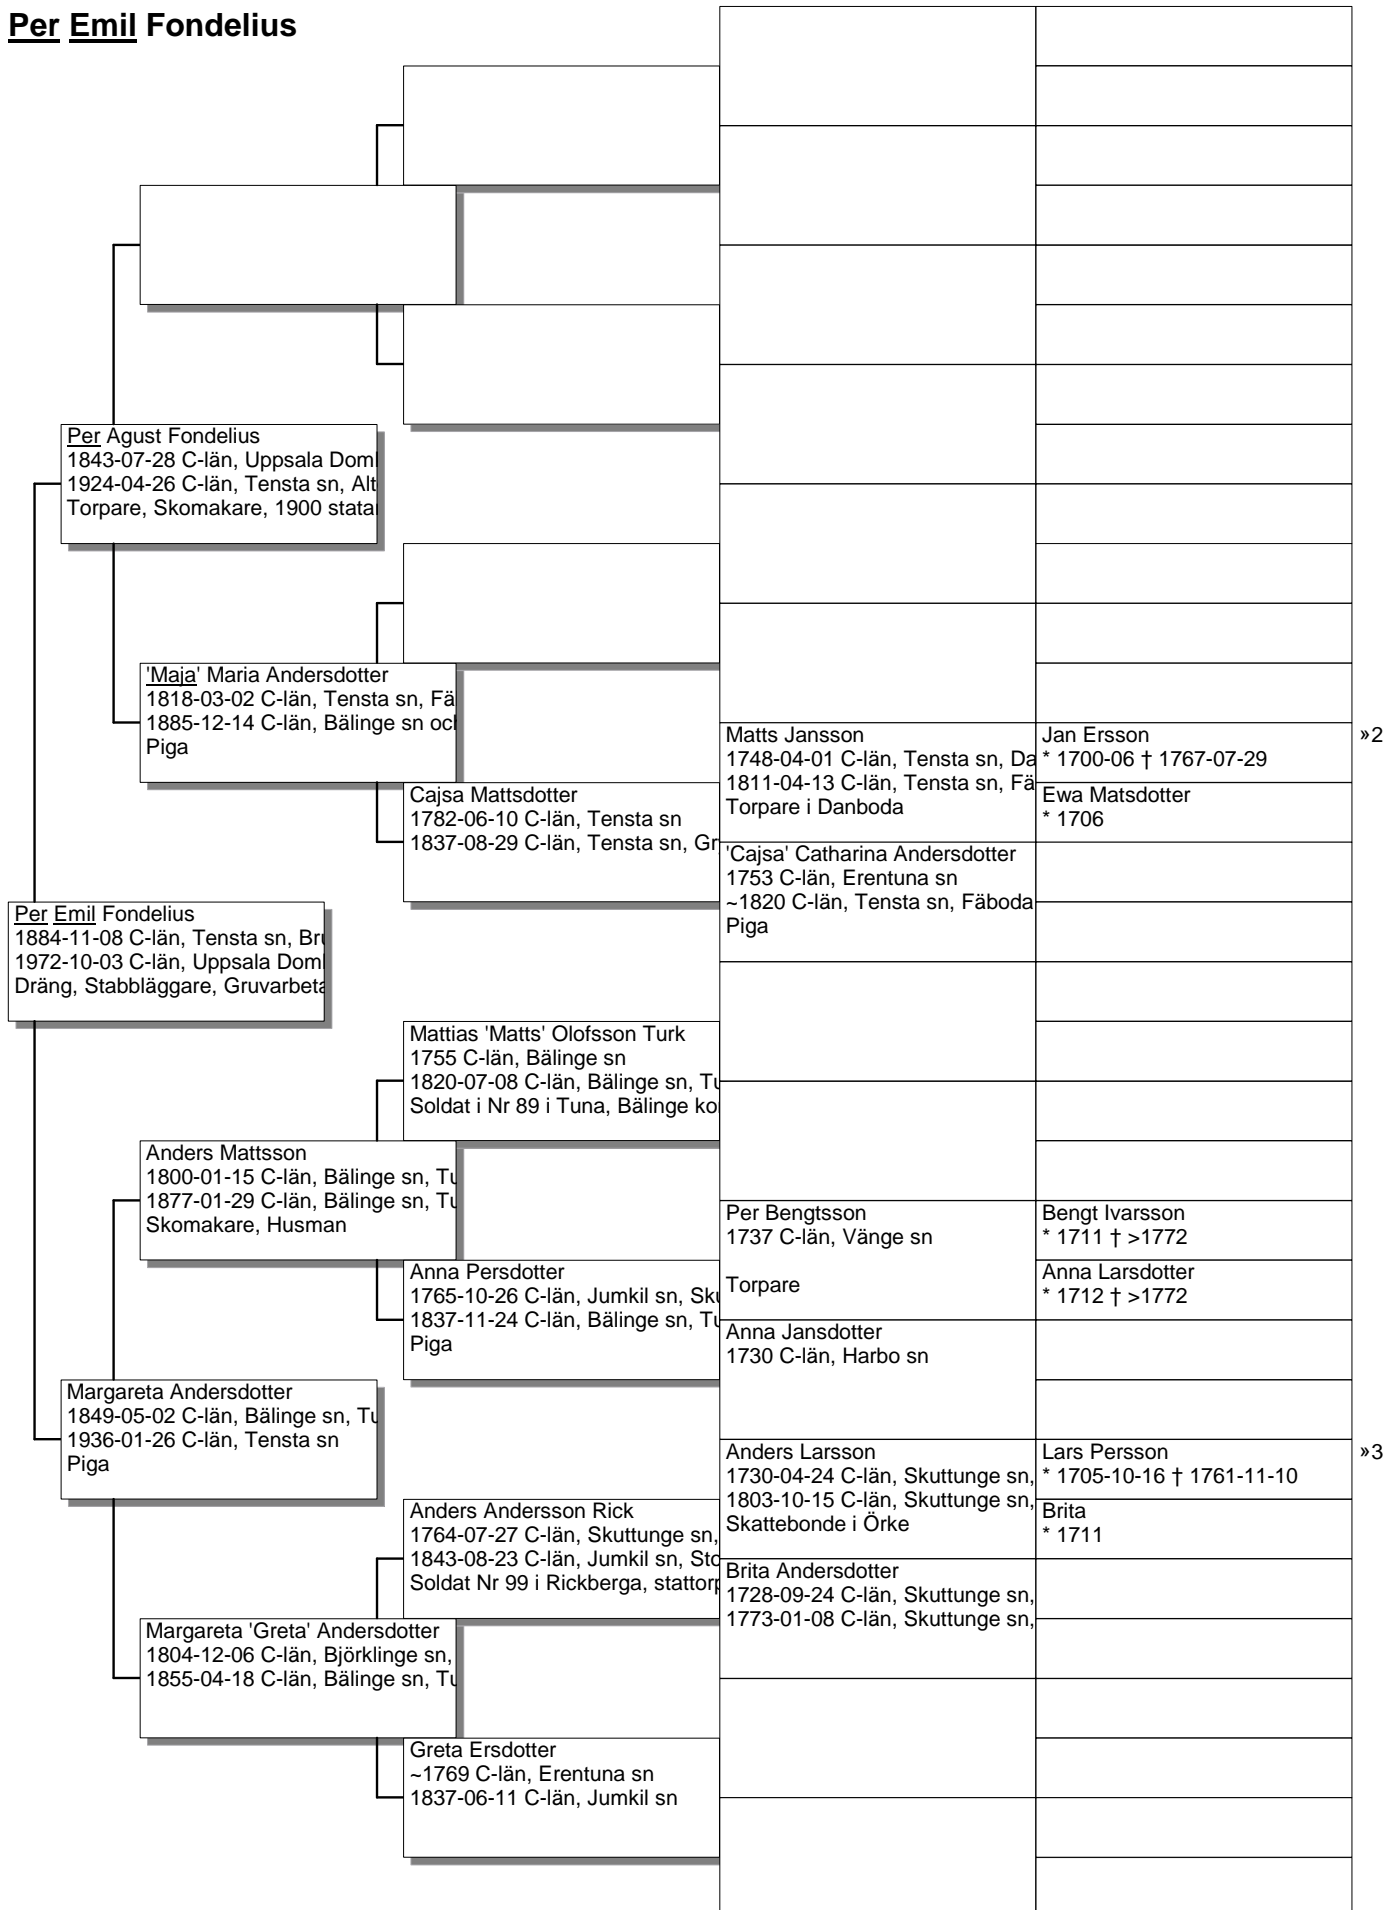 Per Emil Fondelius
Per Agust Fondelius
1843-07-28 C-län, Uppsala
1924-04-26 C-län, Tensta sn, Alt
Torpare, Skomakare, 1900 statar
'Maja' Maria Andersdotter
1818-03-02 C-län, Tensta sn, Fä
1885-12-14 C-län, Bälinge sn och
Piga
Cajsa Mattsdotter
1782-06-10 C-län, Tensta sn
1837-08-29 C-län, Tensta sn, Gr
Matts Jansson
1748-04-01 C-län, Tensta sn, Da
1811-04-13 C-län, Tensta sn, Fä
Torpare i Danboda
Jan Ersson
* 1700-06 † 1767-07-29
»2
Ewa Matsdotter
* 1706
'Cajsa' Catharina Andersdotter
1753 C-län, Erentuna sn
~1820 C-län, Tensta sn, Fäboda
Piga
Per Emil Fondelius
1884-11-08 C-län, Tensta sn,
1972-10-03 C-län, Uppsala
Dräng, Stabbläggare, Gruvarbeta
Mattias 'Matts' Olofsson Turk
1755 C-län, Bälinge sn
1820-07-08 C-län, Bälinge sn, Tu
Soldat i Nr 89 i Tuna, Bälinge ko
Anders Mattsson
1800-01-15 C-län, Bälinge sn, Tu
1877-01-29 C-län, Bälinge sn, Tu
Skomakare, Husman
Per Bengtsson
1737 C-län, Vänge sn
Torpare
Bengt Ivarsson
* 1711 † >1772
Anna Larsdotter
* 1712 † >1772
Anna Persdotter
1765-10-26 C-län, Jumkil sn, Sku
1837-11-24 C-län, Bälinge sn, Tu
Piga
Anna Jansdotter
1730 C-län, Harbo sn
Margareta Andersdotter
1849-05-02 C-län, Bälinge sn, Tu
1936-01-26 C-län, Tensta sn
Piga
Anders Larsson
1730-04-24 C-län, Skuttunge sn,
1803-10-15 C-län, Skuttunge sn,
Skattebonde i Örke
Lars Persson
* 1705-10-16 † 1761-11-10
»3
Brita
* 1711
Anders Andersson Rick
1764-07-27 C-län, Skuttunge sn,
1843-08-23 C-län, Jumkil sn, Sto
Soldat Nr 99 i Rickberga, stattorp
Brita Andersdotter
1728-09-24 C-län, Skuttunge sn,
1773-01-08 C-län, Skuttunge sn,
Margareta 'Greta' Andersdotter
1804-12-06 C-län, Björklinge sn,
1855-04-18 C-län, Bälinge sn, Tu
Greta Ersdotter
~1769 C-län, Erentuna sn
1837-06-11 C-län, Jumkil sn